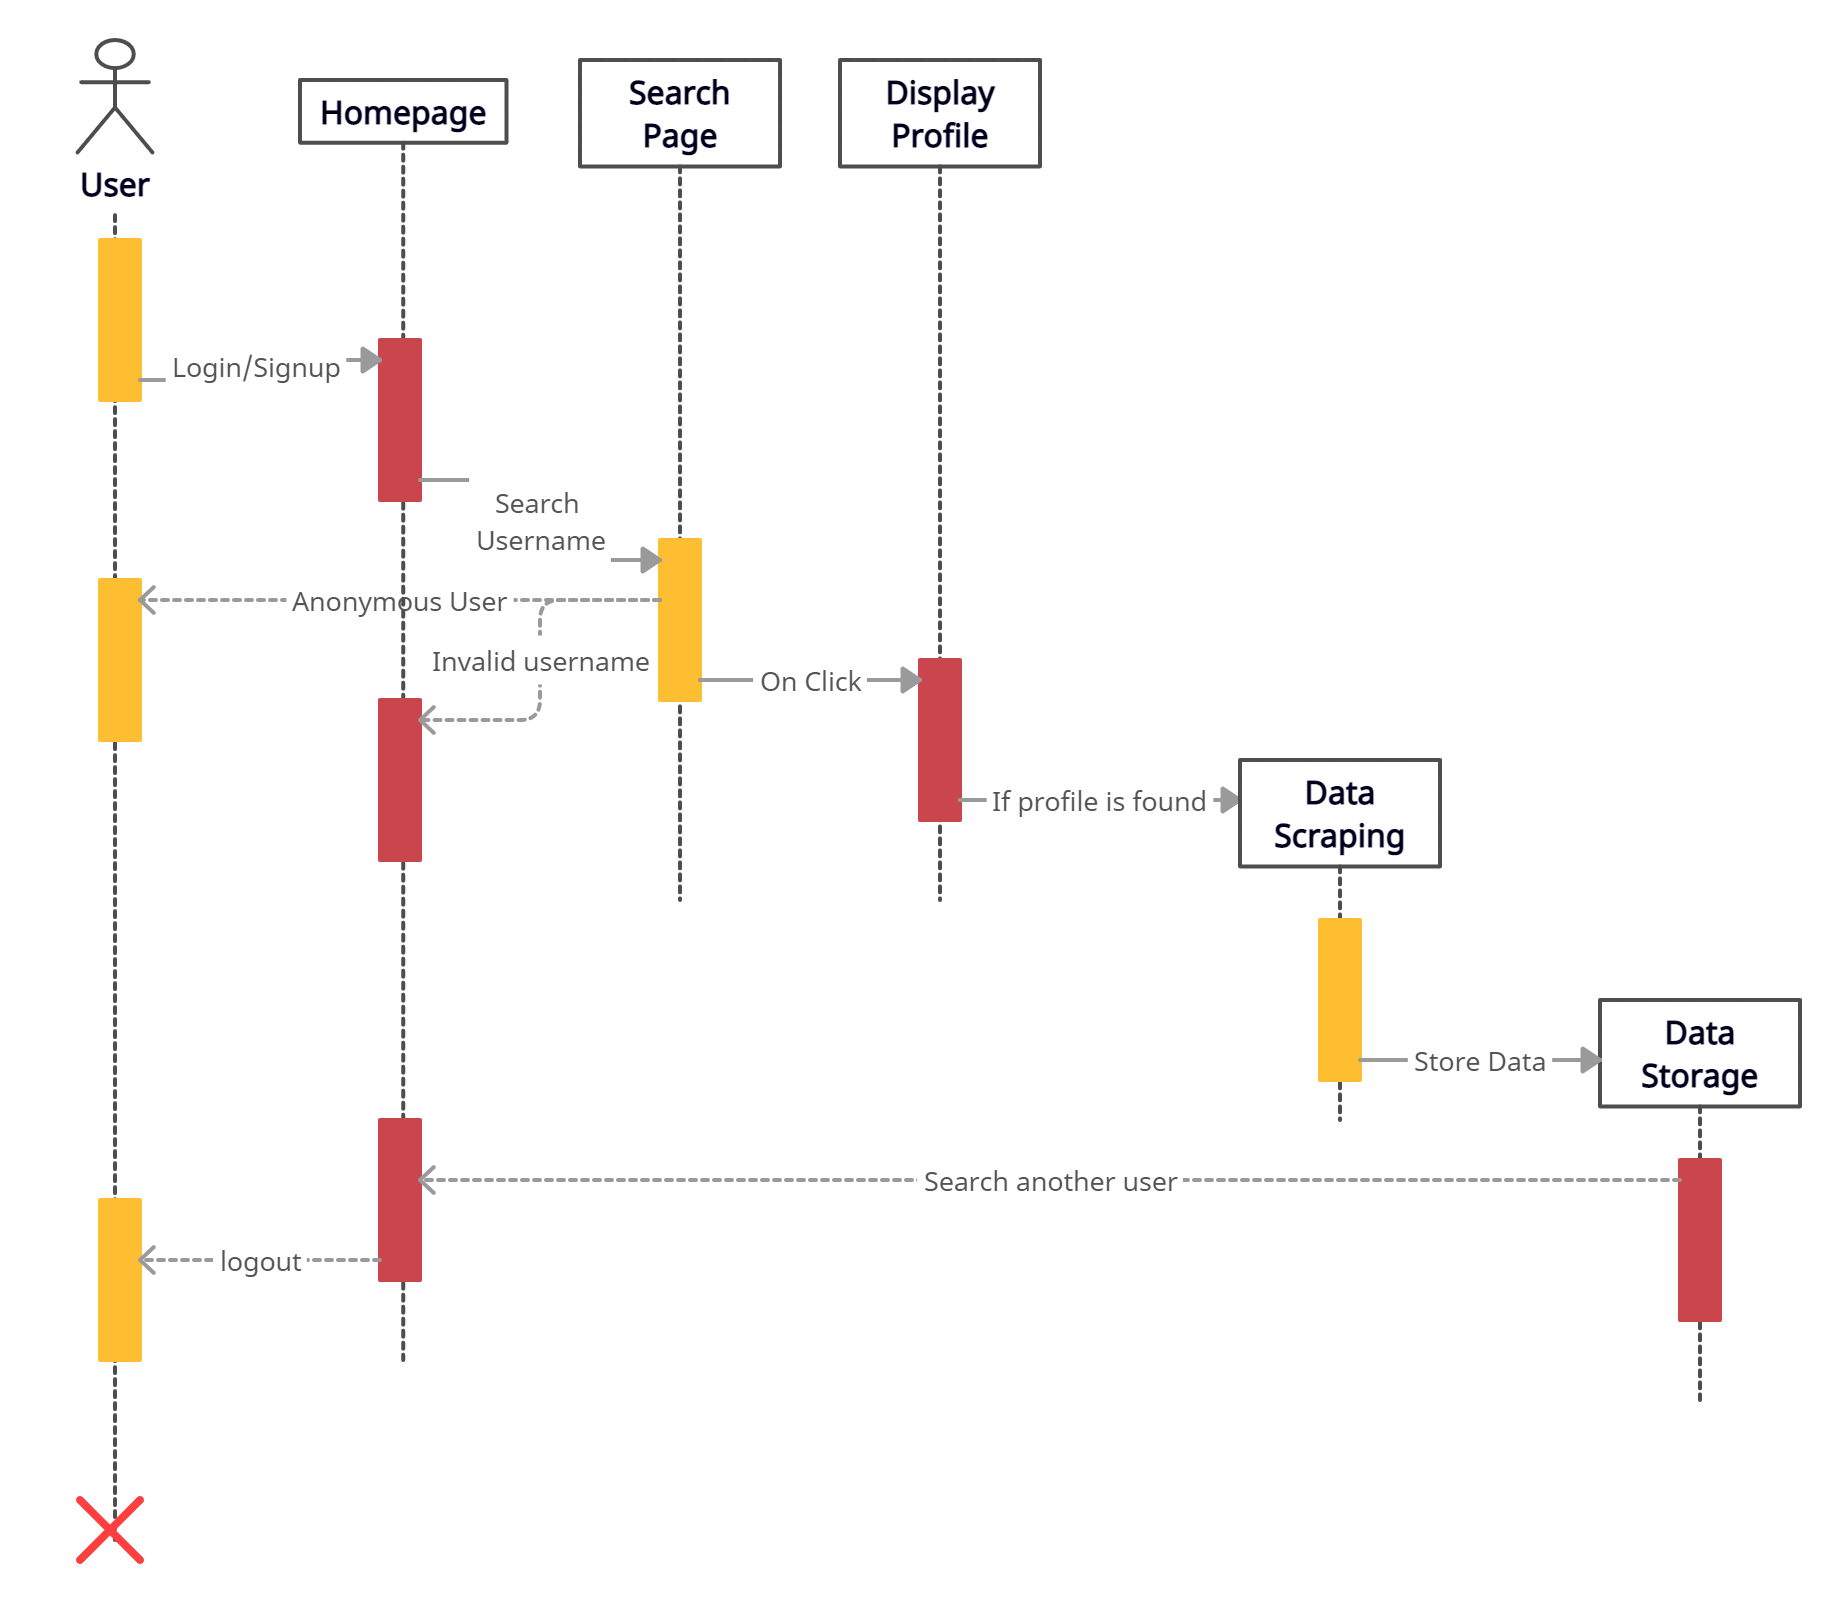 User
Homepage
Search
Page
Display
Profile
Login/Signup
Search
Username
Anonymous User
Invalid username
On Click
If profile is found
Data
Scraping
Data
Storage
Store Data
Search another user
logout